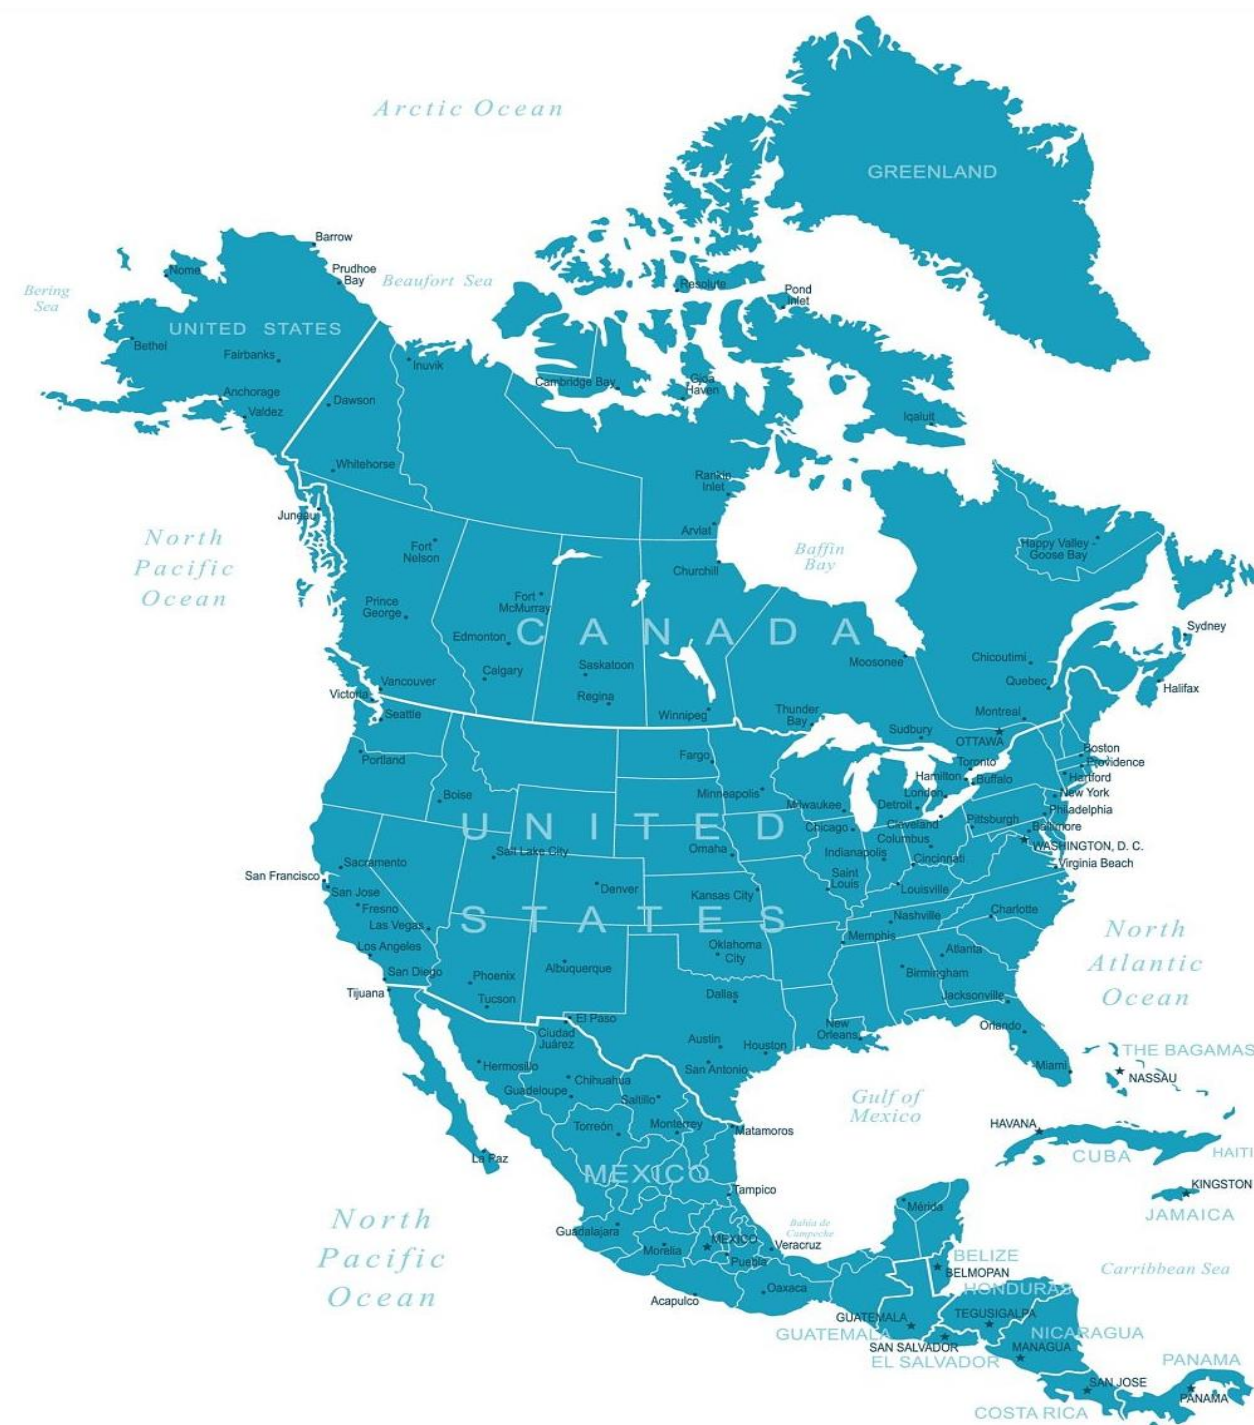 Arctic Ocean
GREENLAND
Barrow
Nome
Prudhoe
Bay
Beaufort Sea
Bering
Sea
Resolute
Pond
Inlet
UNITED STATES
Bethel
Fairbanks
Inuvik
Cambridge Bay
Gjoa
Haven
Anchorage
Valdez
Dawson
Iqaluit
Whitehorse
Rankin
Inlet
Juneau
Arvlat
North
Pacific
Ocean
Fort
Nelson
Baffin
Bay
Happy Valley -
Goose Bay
Churchill
Prince
George
Fort
McMurray
CANADA
Sydney
Edmonton
Calgary
Saskatoon
Moosonee
Chicoutimi
Quebec
Halifax
Vancouver
Victoria
Regina
Winnipeg
Thunder
Bay
Montreal
Seattle
Sudbury
OTTAWA
Portland
Fargo
Toronto
Boston
Providence
Hamilton
Buffalo
Hartford
Boise
Minneapolis
London
New York
Milwaukee
Detroit
Philadelphia
UNITED
Chicago
Cleveland
Pittsburgh
Baltimore
Columbus
WASHINGTON, D. C.
Salt Lake City
Omaha
Indianapolis
Cincinnati
Virginia Beach
Sacramento
San Francisco
San Jose
Denver
Kansas City
Saint
Louis
Louisville
Fresno
STATES
Las Vegas
Nashville
Charlotte
Los Angeles
Oklahoma
City
Memphis
Atlanta
North
Atlantic
Ocean
San Diego
Phoenix
Albuquerque
Birmingham
Tijuana
Tucson
Dallas
Jacksonville
El Paso
Ciudad
Juárez
New
Orleans
Orlando
Austin
Houston
Hermosillo
San Antonio
Miami
THE BAGAMAS
NASSAU
Chihuahua
Guadeloupe
Saltillo
Gulf of
Mexico
Torreón
Monterrey
Matamoros
HAVANA
CUBA
HAITI
La Paz
MEXICO
Tampico
KINGSTON
JAMAICA
Mérida
North
Pacific
Ocean
Guadalajara
Morelia
MEXICO
Puebla
Veracruz
Bahía de
Campoche
BELIZE
BELMOPAN
Carribbean Sea
Acapulco
Oaxaca
HONDURAS
GUATEMALA
GUATEMALA
TEGUSIGALPA
NICARAGUA
SAN SALVADOR
EL SALVADOR
MANAGUA
PANAMA
SAN JOSE
PANAMA
COSTA RICA